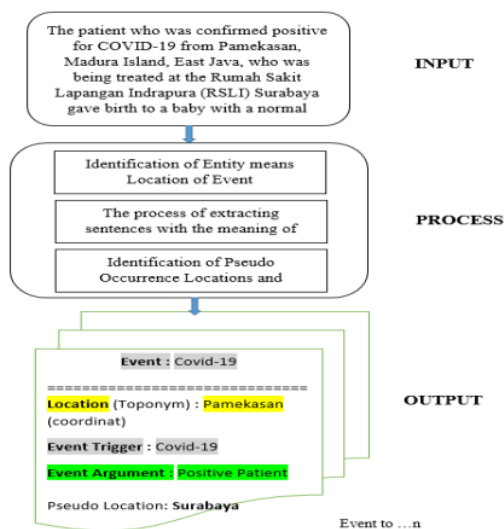 The patient who was confirmed positive
for COVID-19 from Pamekasan,
Madura Island, East Java, who was
being treated at the Rumah Sakit
Lapangan Indrapura (RSLI) Surabaya
gave birth to a baby with a normal
INPUT
Identification of Entity means
Location of Event
The process of extracting
sentences with the meaning of
Identification of Pseudo
Occurrence Locations and
PROCESS
Event : Covid-19
==============================
Location (Toponym) : Pamekasan
(coordinat)
Event Trigger : Covid-19
Event Argument : Positive Patient
Pseudo Location: Surabaya
OUTPUT
Event to …n